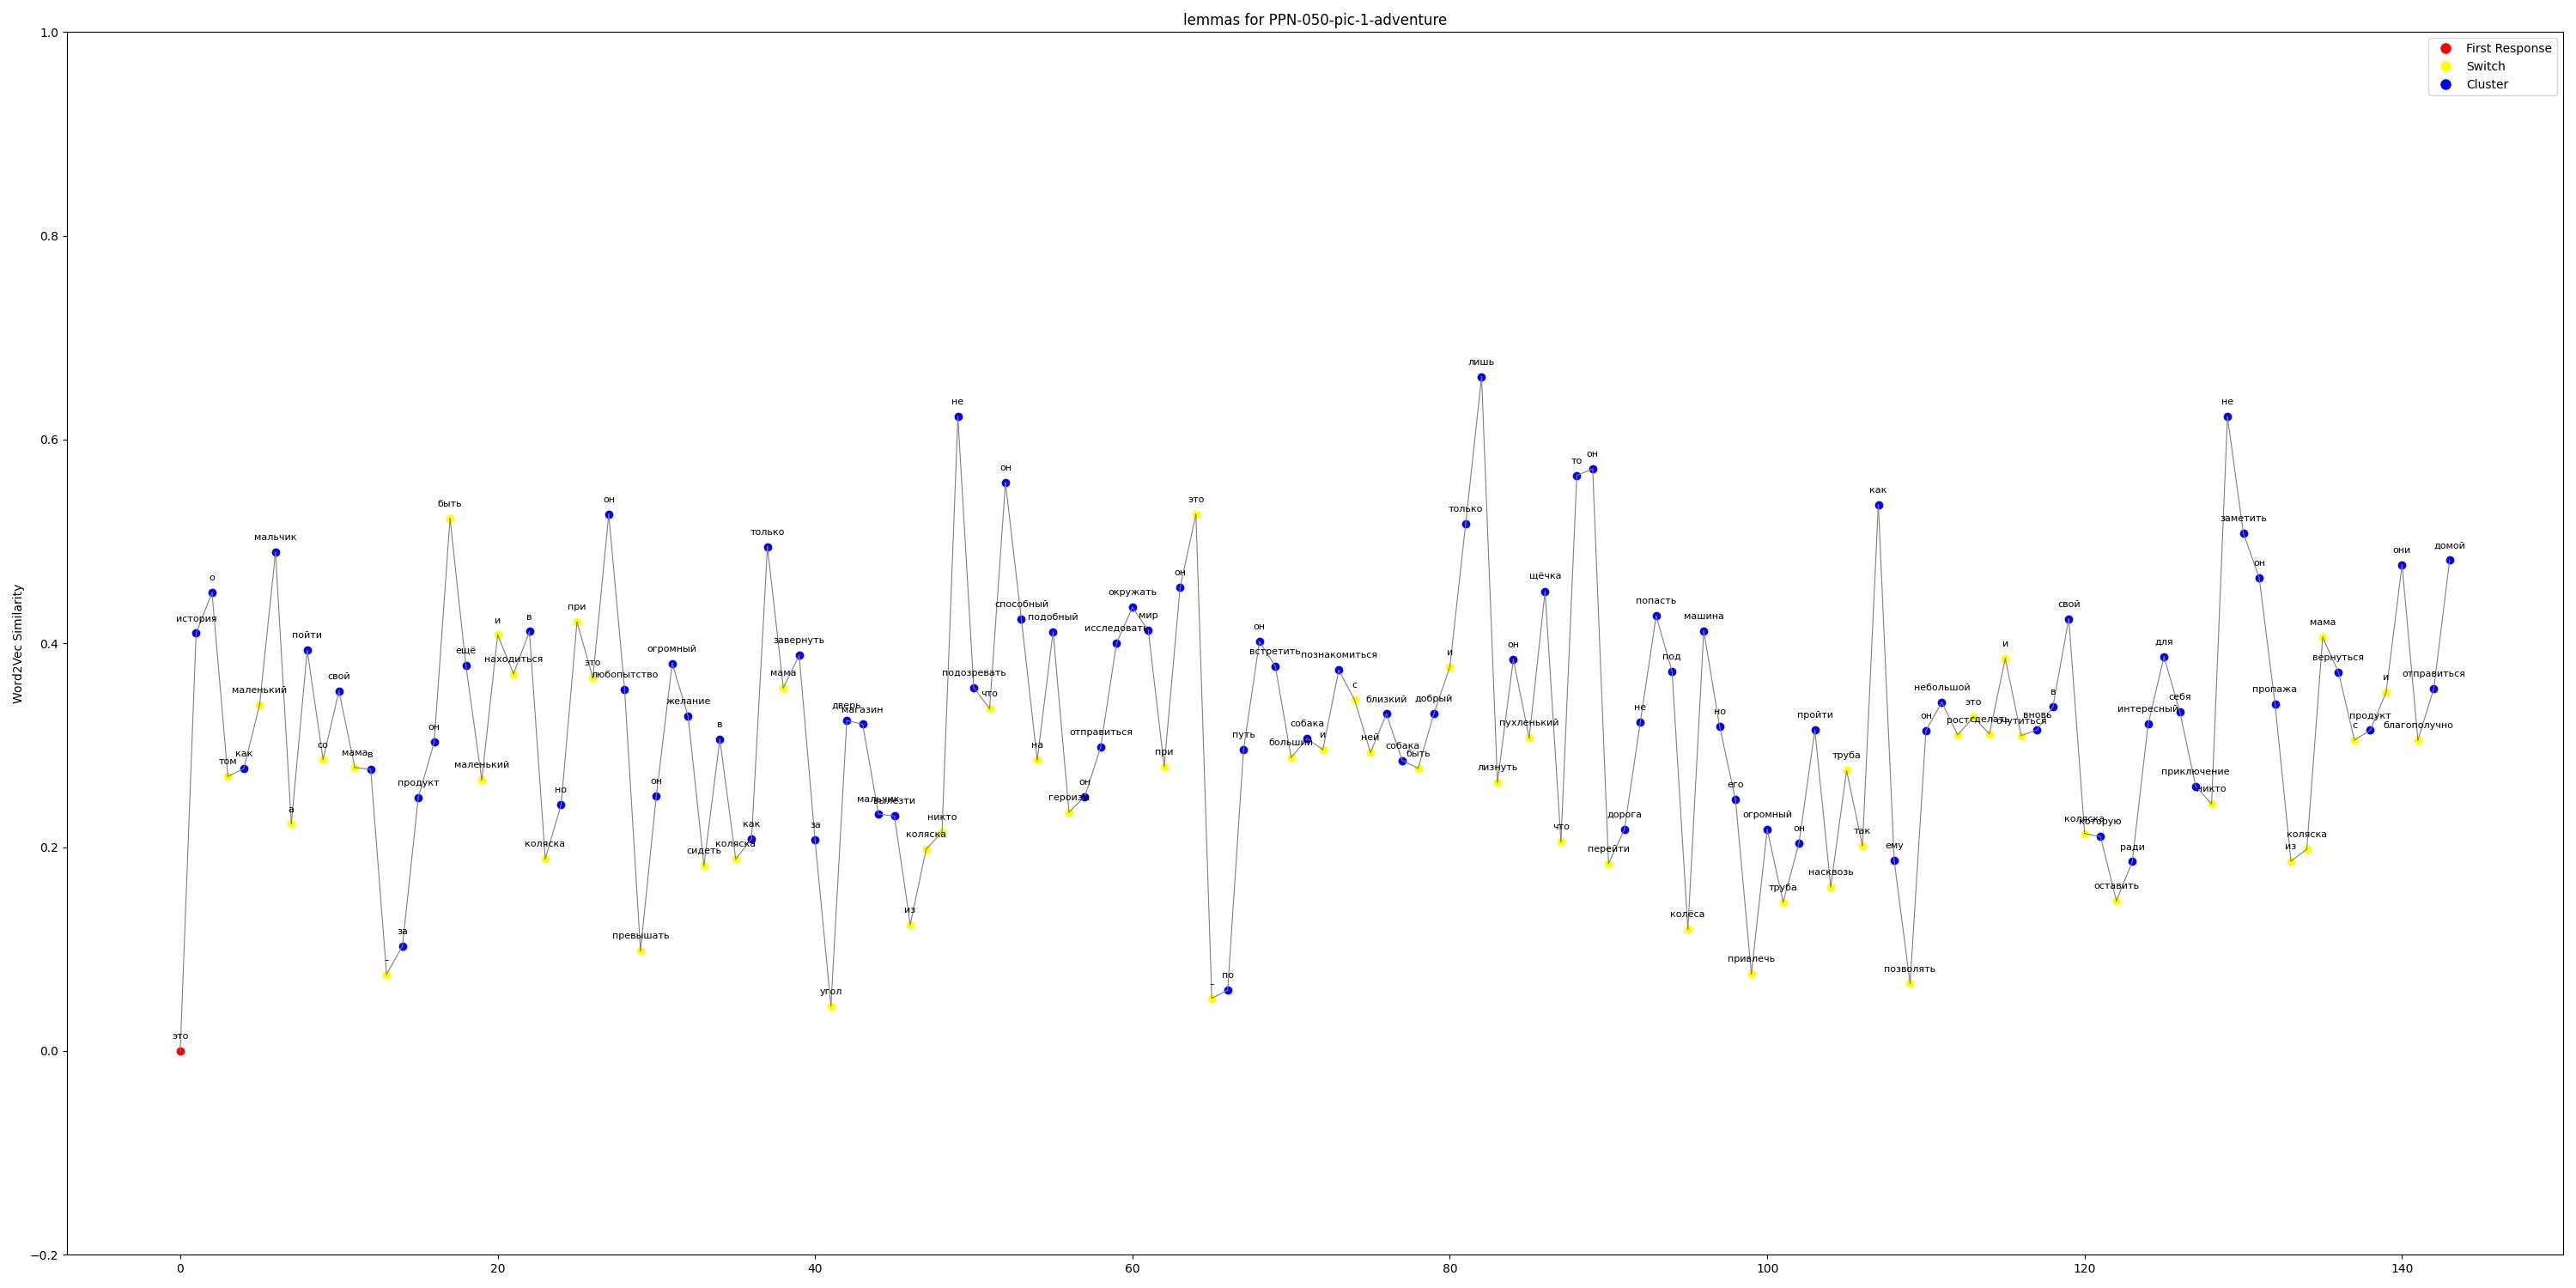 lemmas for PPN-050-pic-1-adventure
First Response
Switch
Cluster
Word2Vec Similarity
1.0
0.8
0.6
0.4
0.2
0.0
−0.2
0
20
40
60
80
100
120
140
это
история
о
том
как
маленький
мальчик
а
пойти
со
свой
мама
в
–
за
продукт
он
быть
ещё
маленький
и
находиться
в
коляска
но
при
это
он
любопытство
превышать
он
огромный
желание
сидеть
в
коляска
как
только
мама
завернуть
за
угол
дверь
магазин
мальчик
вылезти
из
коляска
никто
не
подозревать
что
он
способный
на
подобный
героизм
он
отправиться
исследовать
окружать
мир
при
он
это
–
по
путь
он
встретить
большим
собака
и
познакомиться
с
ней
близкий
собака
быть
добрый
и
только
лишь
лизнуть
он
пухленький
щёчка
что
то
он
перейти
дорога
не
попасть
под
колёса
машина
но
его
привлечь
огромный
труба
он
пройти
насквозь
труба
так
как
ему
позволять
он
небольшой
рост
это
сделать
и
очутиться
вновь
в
свой
коляска
которую
оставить
ради
интересный
для
себя
приключение
никто
не
заметить
он
пропажа
из
коляска
мама
вернуться
с
продукт
и
они
благополучно
отправиться
домой